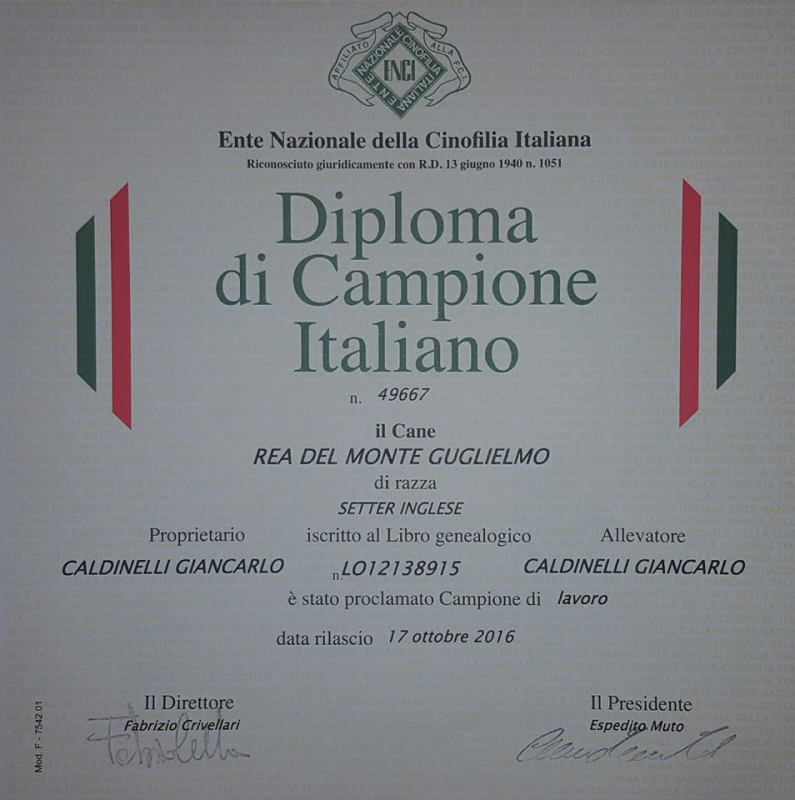 AFFILIATO ALLA F.C.I.
ENTE NAZIONALE CINOFILIA ITALIANA
ENCI
Ente Nazionale della Cinofilia Italiana
Riconosciuto giuridicamente con R.D. 13 giugno 1940 n. 1051
Diploma
di Campione
Italiano
n. 49667
il Cane
REA DEL MONTE GUGLIELMO
di razza
SETTER INGLESE
Proprietario iscritto al Libro genealogico Allevatore
CALDINELLI GIANCARLO n. LO12138915 CALDINELLI GIANCARLO
è stato proclamato Campione di lavoro
data rilascio 17 ottobre 2016
Il Direttore Il Presidente
Fabrizio Crivellari Espedito Muto
Mod. F - 7542.01